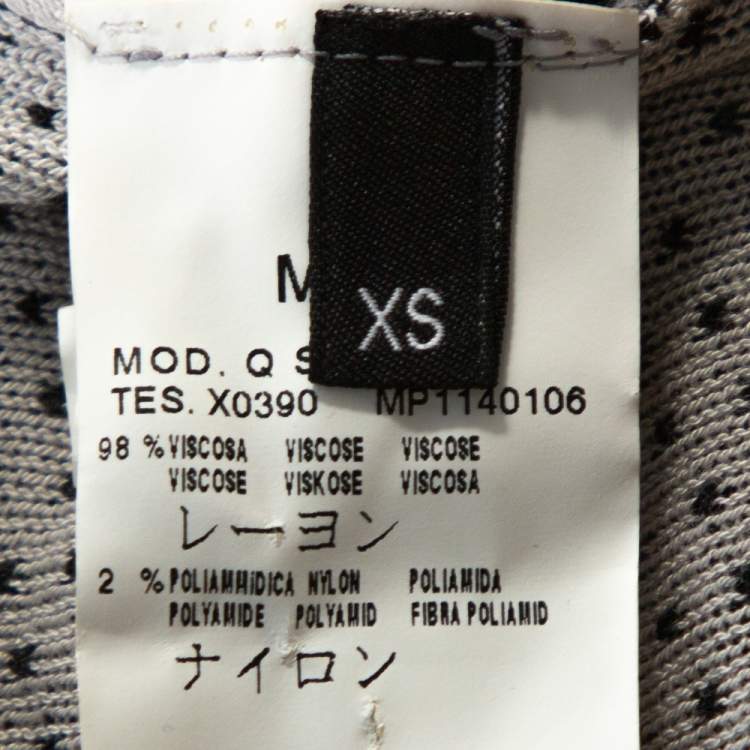 XS
MOD. Q S
TES. X0390 MP1140106
98 % VISCOSA VISCOSE VISCOSE
VISCOSE VISKOSE VISCOSA
レーヨン
2 % POLIAMMIDICA NYLON POLIAMIDA
POLYAMIDE POLYAMID FIBRA POLIAMID
ナイロン